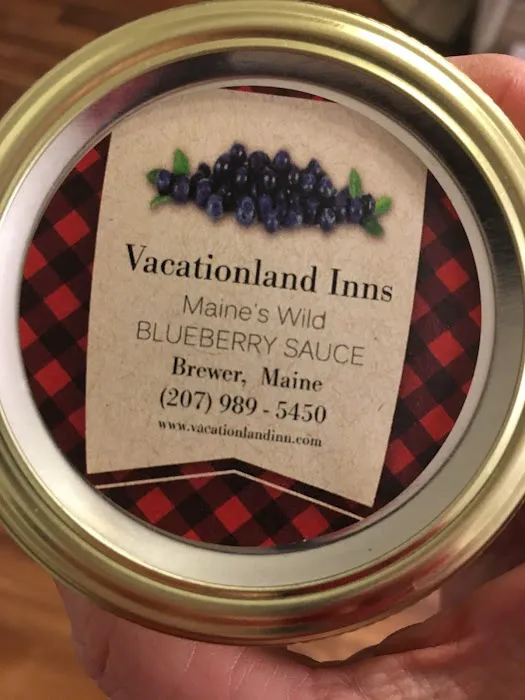 Vacationland Inns
Maine's Wild
BLUEBERRY SAUCE
Brewer, Maine
(207) 989 - 5450
www.vacationlandinn.com